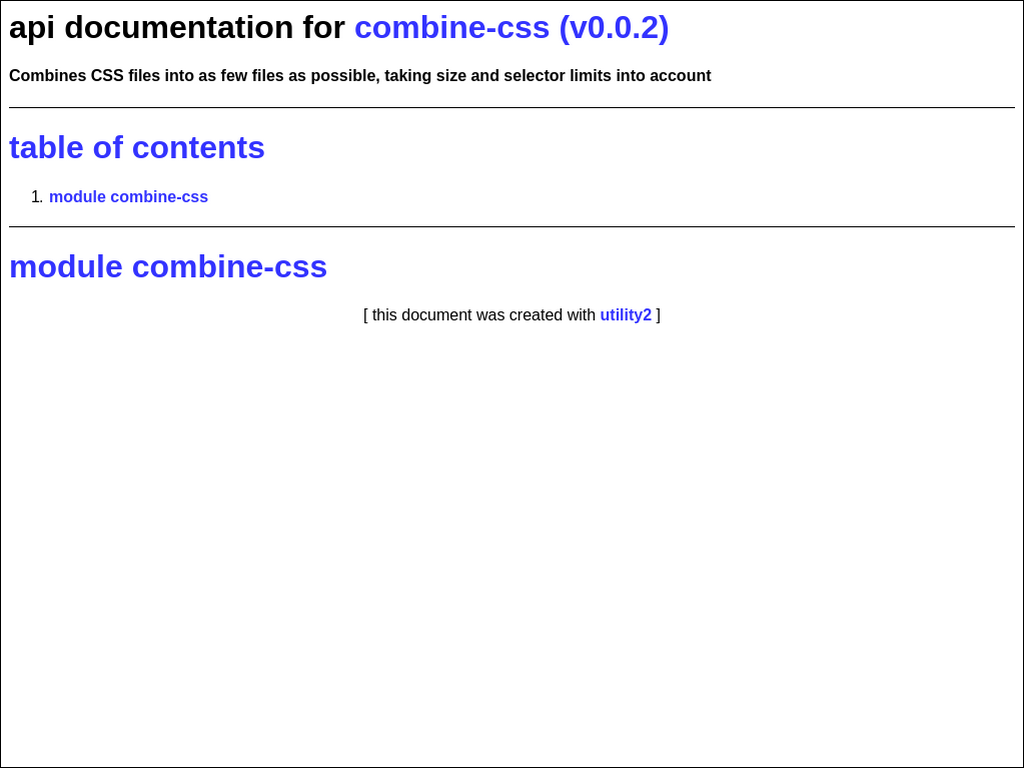 api documentation for combine-css (v0.0.2)
Combines CSS files into as few files as possible, taking size and selector limits into account
table of contents
1. module combine-css
module combine-css
[ this document was created with utility2 ]